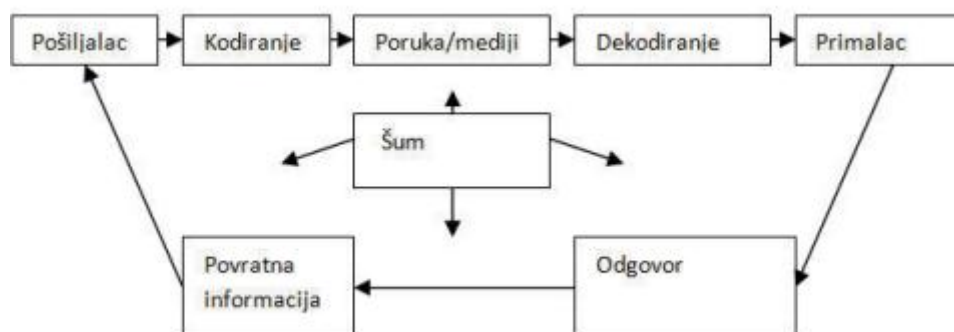 Pošiljalac
Kodiranje
Poruka/mediji
Dekodiranje
Primalac
Šum
Povratna
informacija
Odgovor